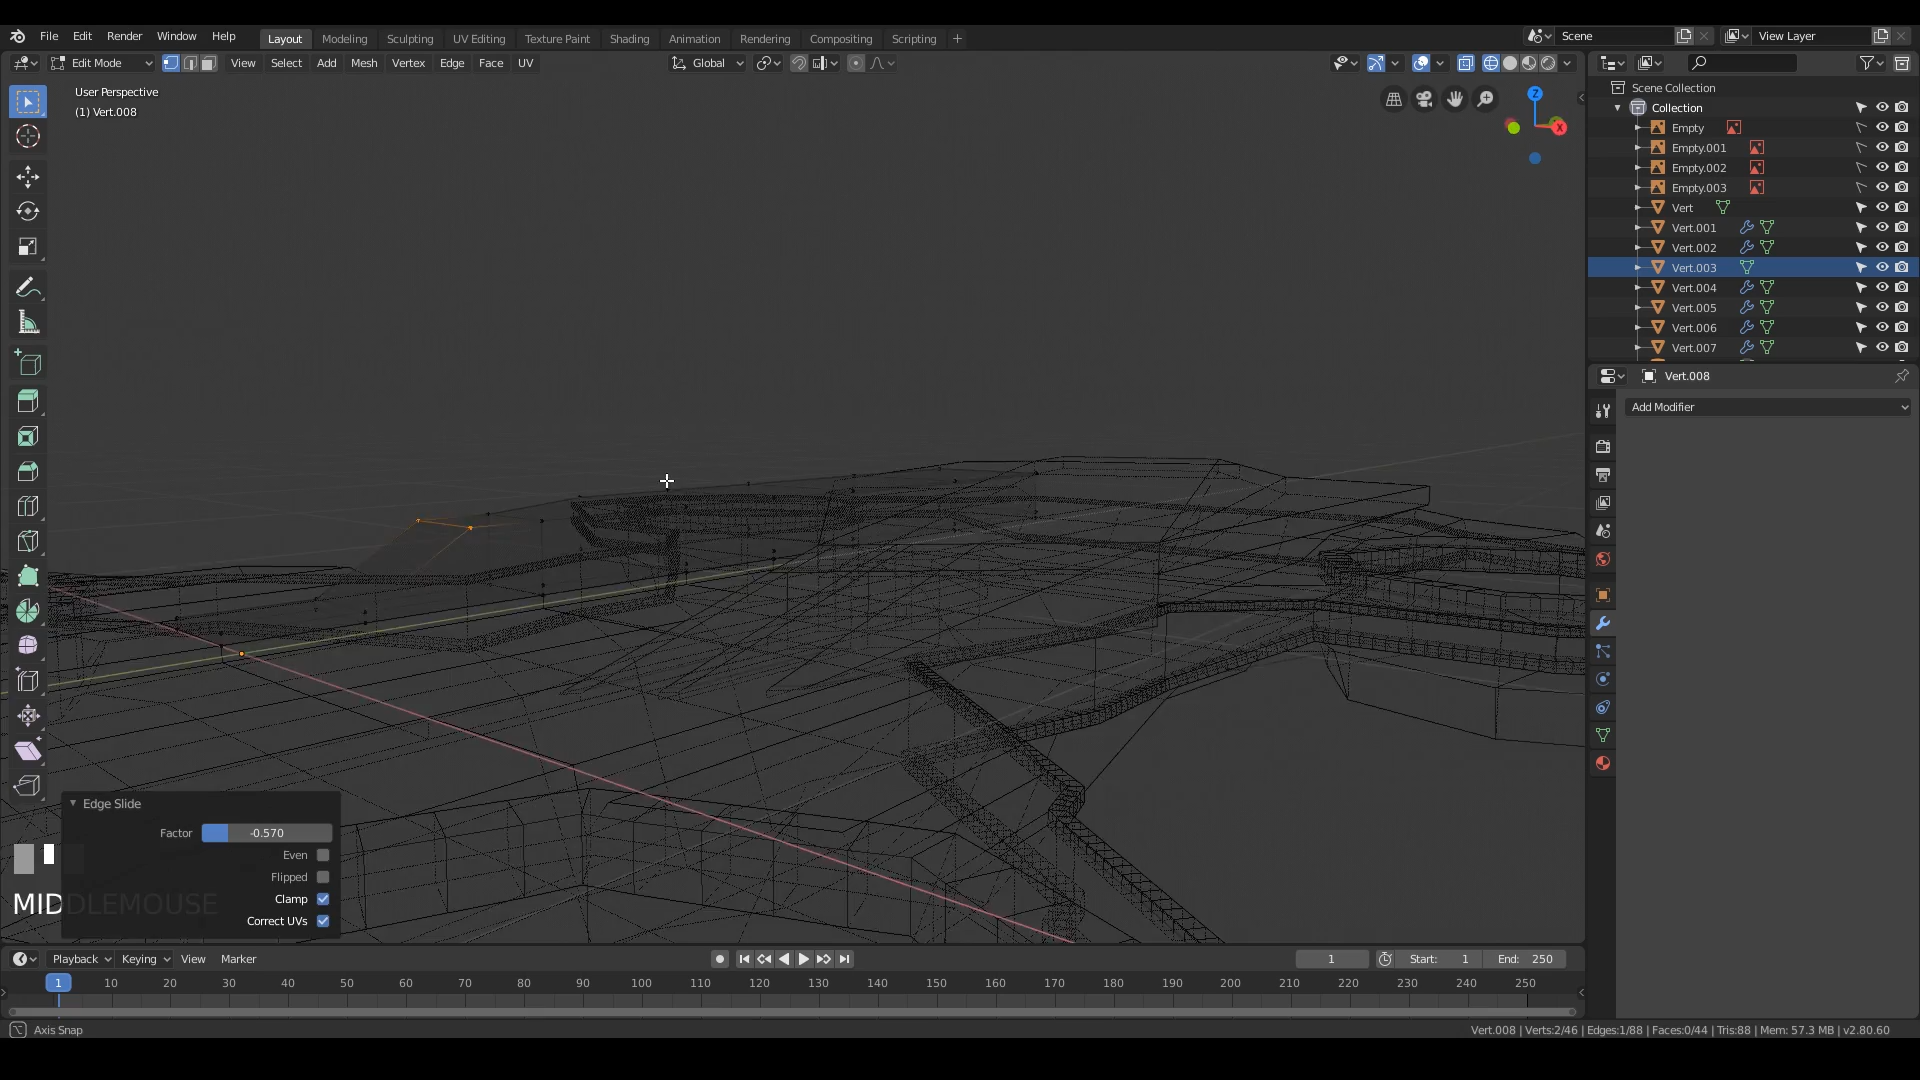 File Edit Render Window Help Layout Modeling Sculpting UV Editing Texture Paint Shading Animation Rendering Compositing Scripting + Scene View Layer
Edit Mode View Select Add Mesh Vertex Edge Face UV Global
User Perspective
(1) Vert.008
Z
X
Scene Collection
Collection
Empty
Empty.001
Empty.002
Empty.003
Vert
Vert.001
Vert.002
Vert.003
Vert.004
Vert.005
Vert.006
Vert.007
Vert.008
Add Modifier
Edge Slide
Factor -0.570
Even
Flipped
Clamp
Correct UVs
MIDDLEMOUSE
Playback Keying View Marker 1 Start: 1 End: 250
1 10 20 30 40 50 60 70 80 90 100 110 120 130 140 150 160 170 180 190 200 210 220 230 240 250
Axis Snap
Vert.008 | Verts:2/46 | Edges:1/88 | Faces:0/44 | Tris:88 | Mem: 57.3 MB | v2.80.60